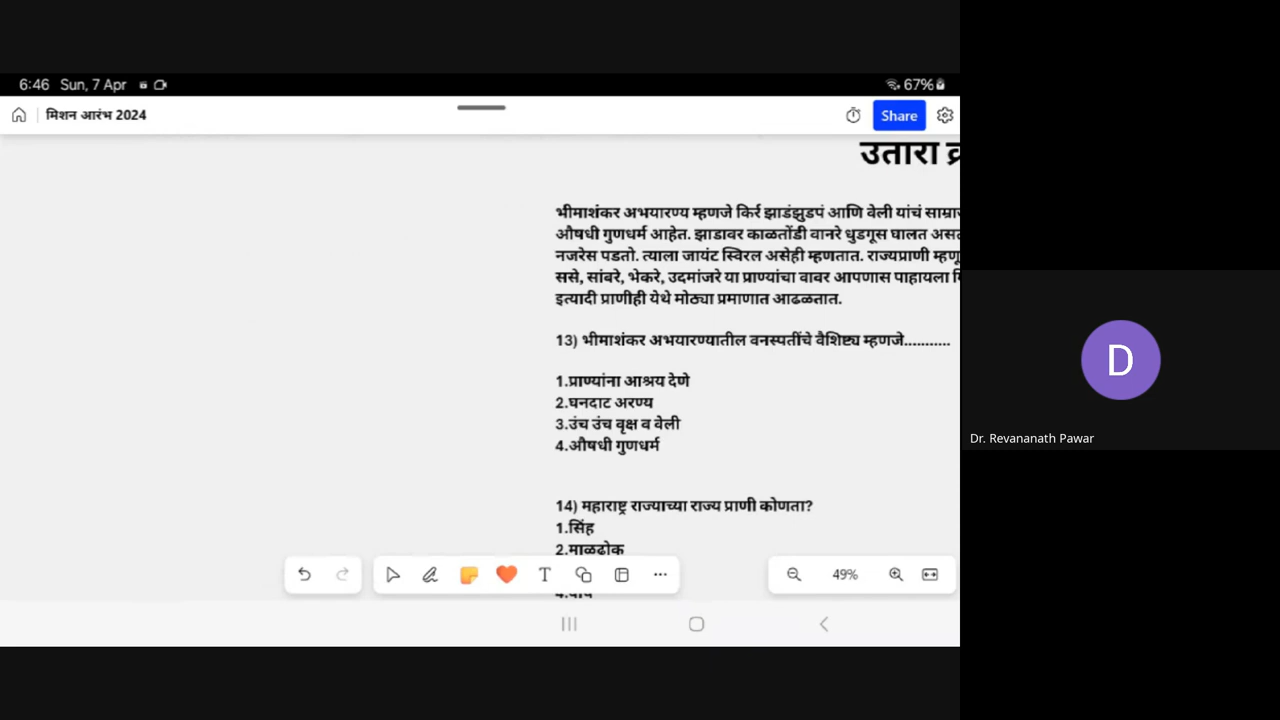 6:46 Sun, 7 Apr 67%
मिशन आरंभ 2024 Share
उतारा
भीमाशंकर अभयारण्य म्हणजे किर्र झाडंझुडपं आणि वेली यांचं
औषधी गुणधर्म आहेत. झाडावर काळतोंडी वानरे धुडगूस घालत
नजरेस पडतो. त्याला जायंट स्विरल असेही म्हणतात. राज्यप्राणी
ससे, सांबरे, भेकरे, उदमांजरे या प्राण्यांचा वावर आपणास पाहायला
इत्यादी प्राणीही येथे मोठ्या प्रमाणात आढळतात.
13) भीमाशंकर अभयारण्यातील वनस्पतींचे वैशिष्ट्य म्हणजे...........
1.प्राण्यांना आश्रय देणे
2.घनदाट अरण्य
3.उंच उंच वृक्ष व वेली
4.औषधी गुणधर्म
14) महाराष्ट्र राज्याच्या राज्य प्राणी कोणता?
1.सिंह
2.माळढोक
T 49%
D
Dr. Revananath Pawar